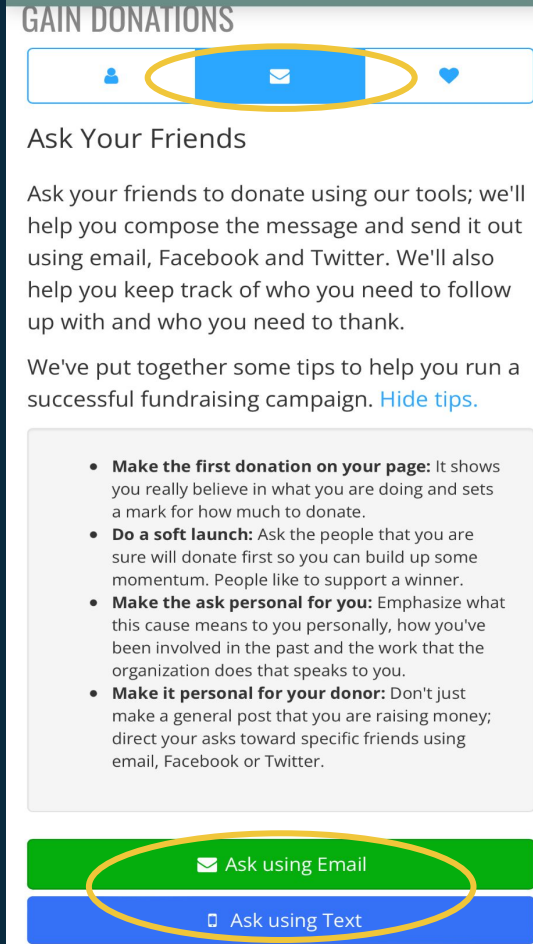 GAIN DONATIONS
Ask Your Friends
Ask your friends to donate using our tools; we'll
help you compose the message and send it out
using email, Facebook and Twitter. We'll also
help you keep track of who you need to follow
up with and who you need to thank.
We've put together some tips to help you run a
successful fundraising campaign. Hide tips.
• Make the first donation on your page: It shows
you really believe in what you are doing and sets
a mark for how much to donate.
• Do a soft launch: Ask the people that you are
sure will donate first so you can build up some
momentum. People like to support a winner.
• Make the ask personal for you: Emphasize what
this cause means to you personally, how you've
been involved in the past and the work that the
organization does that speaks to you.
• Make it personal for your donor: Don't just
make a general post that you are raising money;
direct your asks toward specific friends using
email, Facebook or Twitter.
Ask using Email
Ask using Text